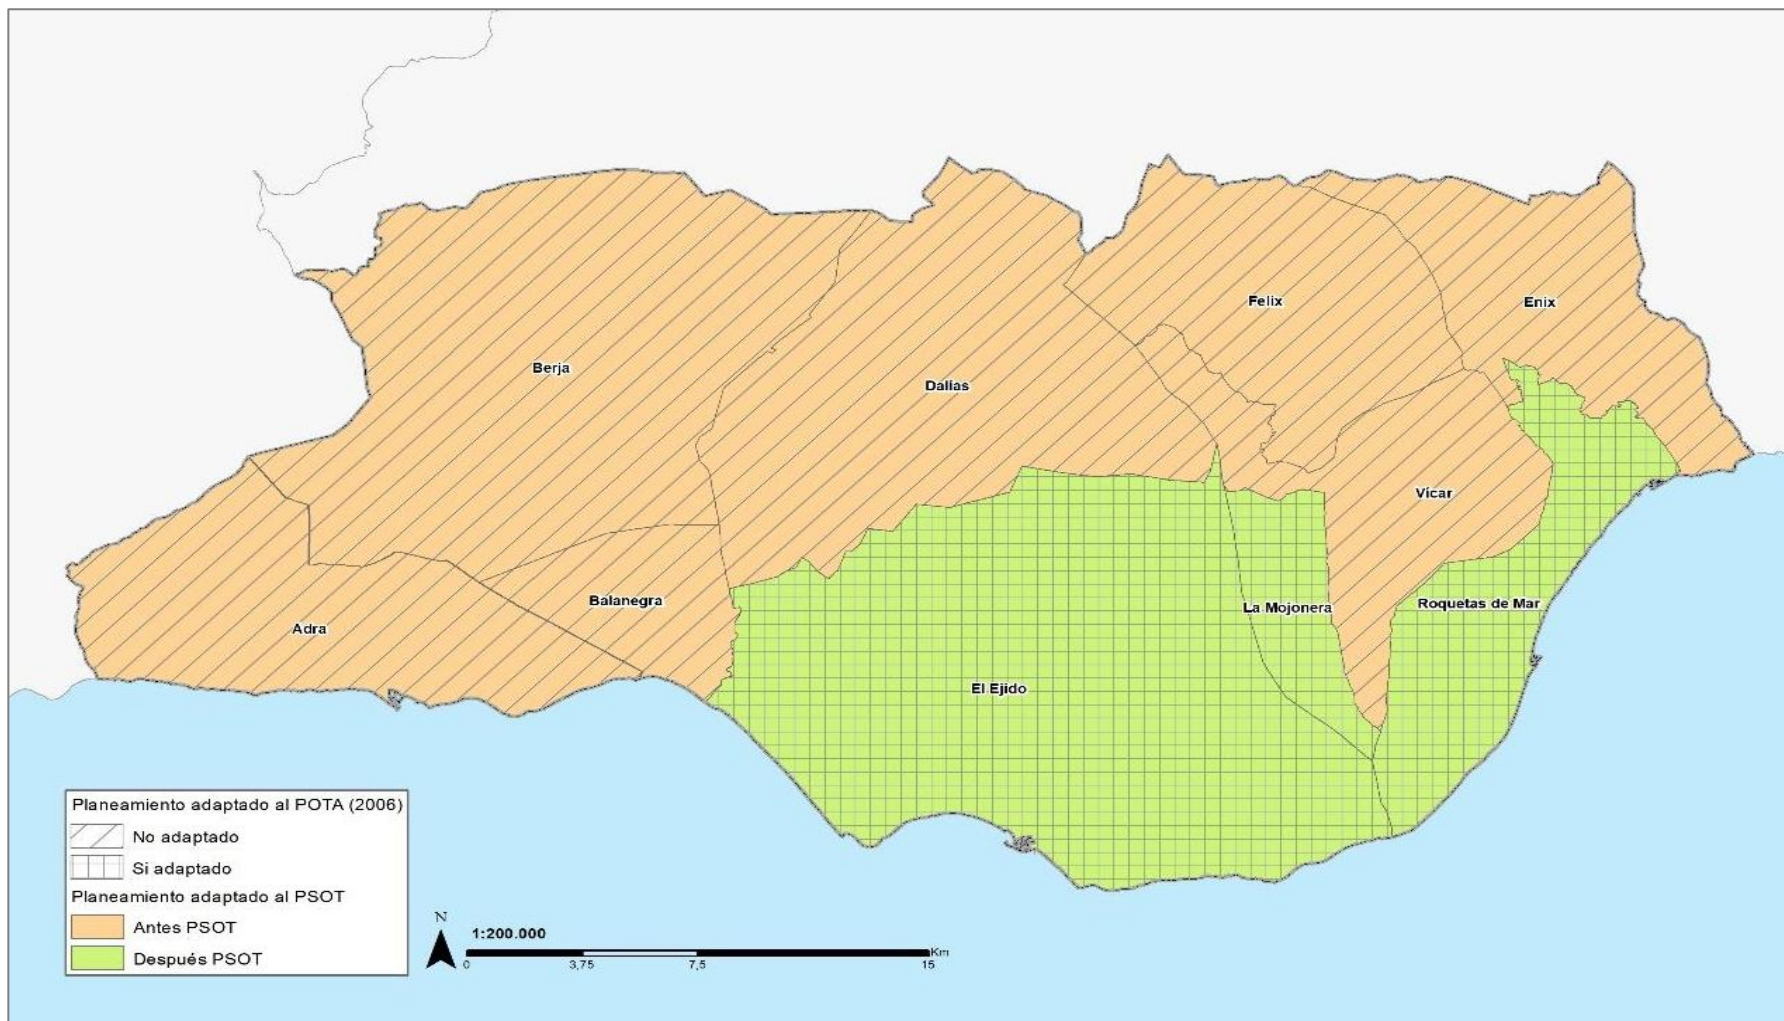 Felix
Enix
Berja
Dalías
Vícar
Balanegra
La Mojonera
Roquetas de Mar
Adra
El Ejido
Planeamiento adaptado al POTA (2006)
No adaptado
Si adaptado
Planeamiento adaptado al PSOT
Antes PSOT
Después PSOT
N
1:200.000
Km
0 3,75 7,5 15